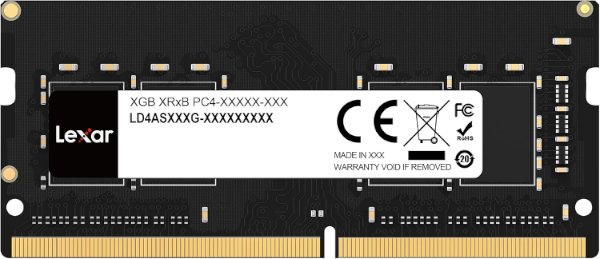 Lexar
XGB XRxB PC4-XXXXX-XXX
LD4ASXXXG-XXXXXXXXX
CE
FC
RoHS
20
MADE IN XXX
WARRANTY VOID IF REMOVED